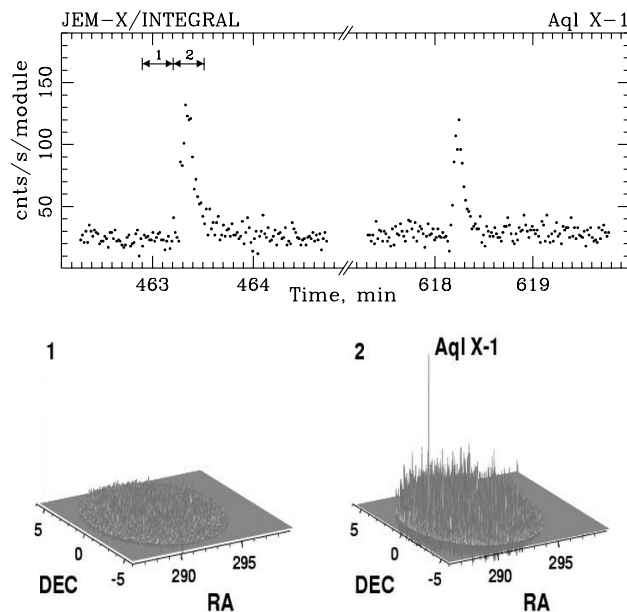 JEM-X/INTEGRAL Aql X-1
1 2
cnts/s/module
150
100
50
463 464 618 619
Time, min
1
5
0
-5
DEC
290
295
RA
2 Aql X-1
5
0
-5
DEC
290
295
RA